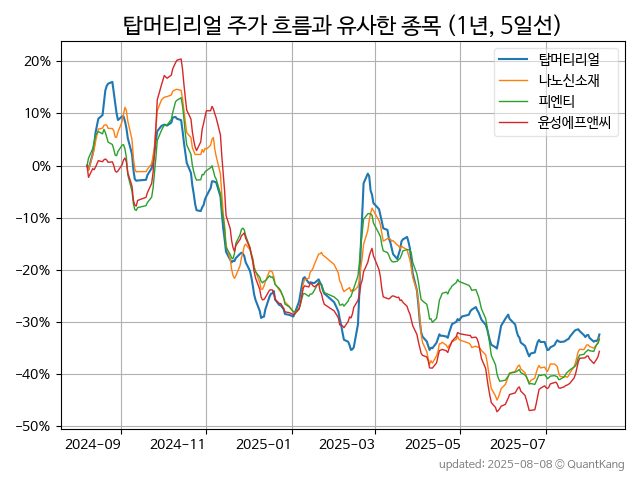 탑머티리얼 주가 흐름과 유사한 종목 (1년, 5일선)
탑머티리얼
나노신소재
피엔티
윤성에프앤씨
20%
10%
0%
−10%
−20%
−30%
−40%
−50%
2024-09 2024-11 2025-01 2025-03 2025-05 2025-07
updated: 2025-08-08 © QuantKang